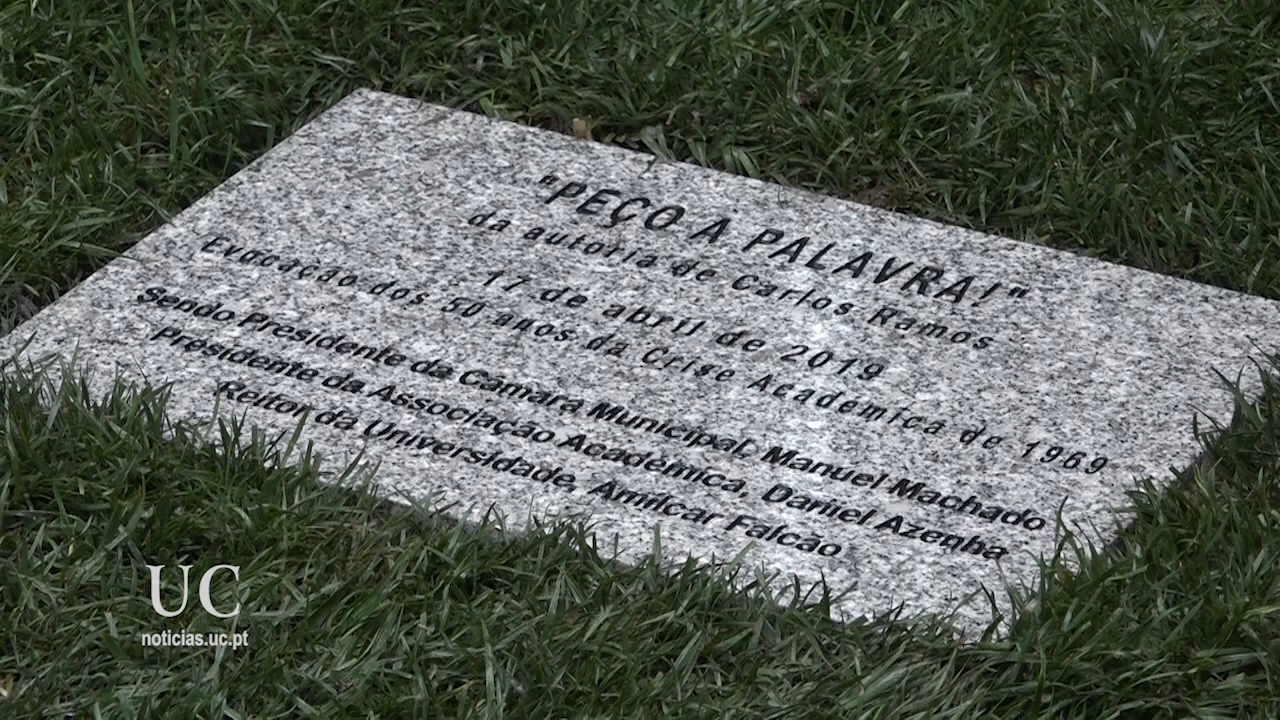 "PEÇO A PALAVRA!"
da autoria de Carlos Ramos
17 de abril de 2019
Evocação dos 50 anos da Crise Académica de 1969
Sendo Presidente da Câmara Municipal, Manuel Machado
Presidente da Associação Académica, Daniel Azenha
Reitor da Universidade, Amílcar Falcão
UC
noticias.uc.pt